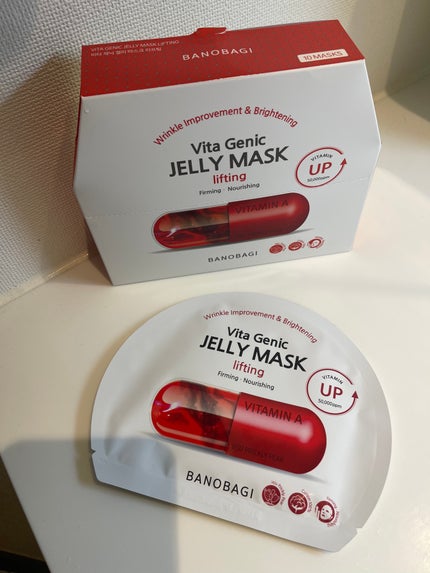 VITA GENIC JELLY MASK LIFTING
BANOBAGI
10 MASKS
Wrinkle Improvement & Brightening
Vita Genic
JELLY MASK
lifting
Firming · Nourishing
VITAMIN
UP
50,000ppm
VITAMIN A
BANOBAGI
Wrinkle Improvement & Brightening
Vita Genic
JELLY MASK
lifting
Firming · Nourishing
VITAMIN
UP
50,000ppm
VITAMIN A
BANOBAGI